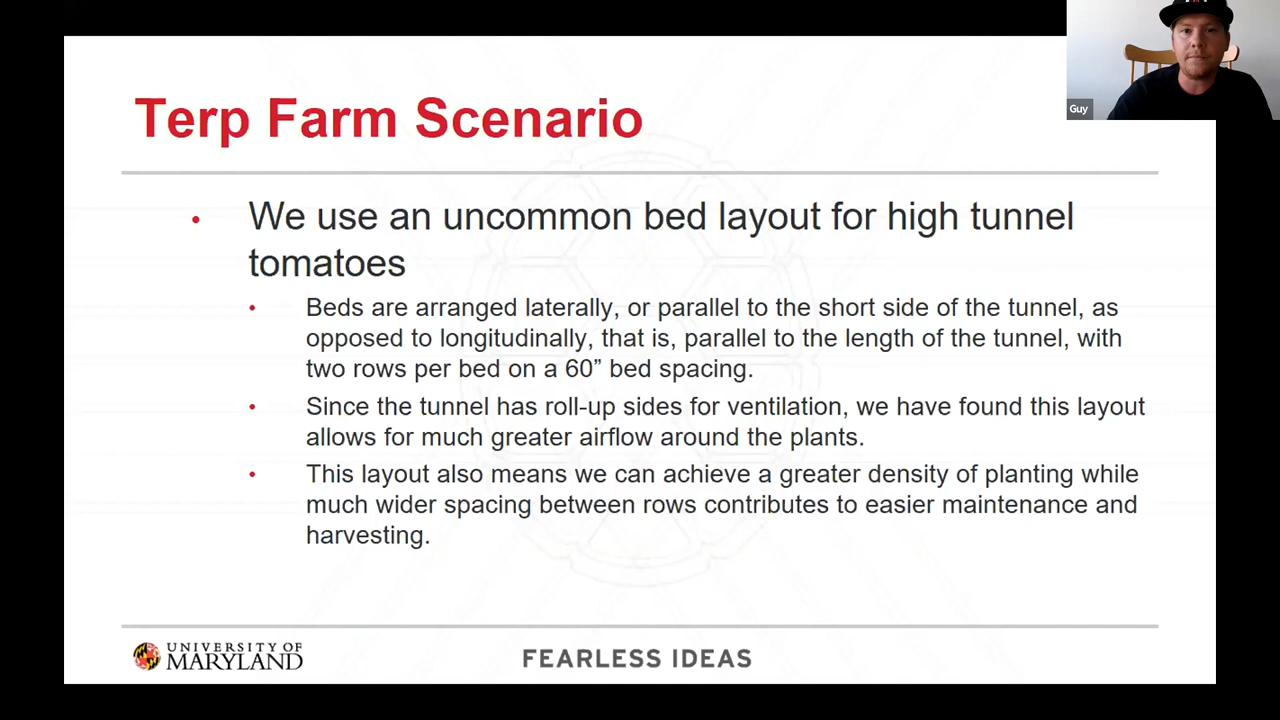 Terp Farm Scenario
Guy
We use an uncommon bed layout for high tunnel
tomatoes
Beds are arranged laterally, or parallel to the short side of the tunnel, as
opposed to longitudinally, that is, parallel to the length of the tunnel, with
two rows per bed on a 60” bed spacing.
Since the tunnel has roll-up sides for ventilation, we have found this layout
allows for much greater airflow around the plants.
This layout also means we can achieve a greater density of planting while
much wider spacing between rows contributes to easier maintenance and
harvesting.
UNIVERSITY OF
MARYLAND
FEARLESS IDEAS